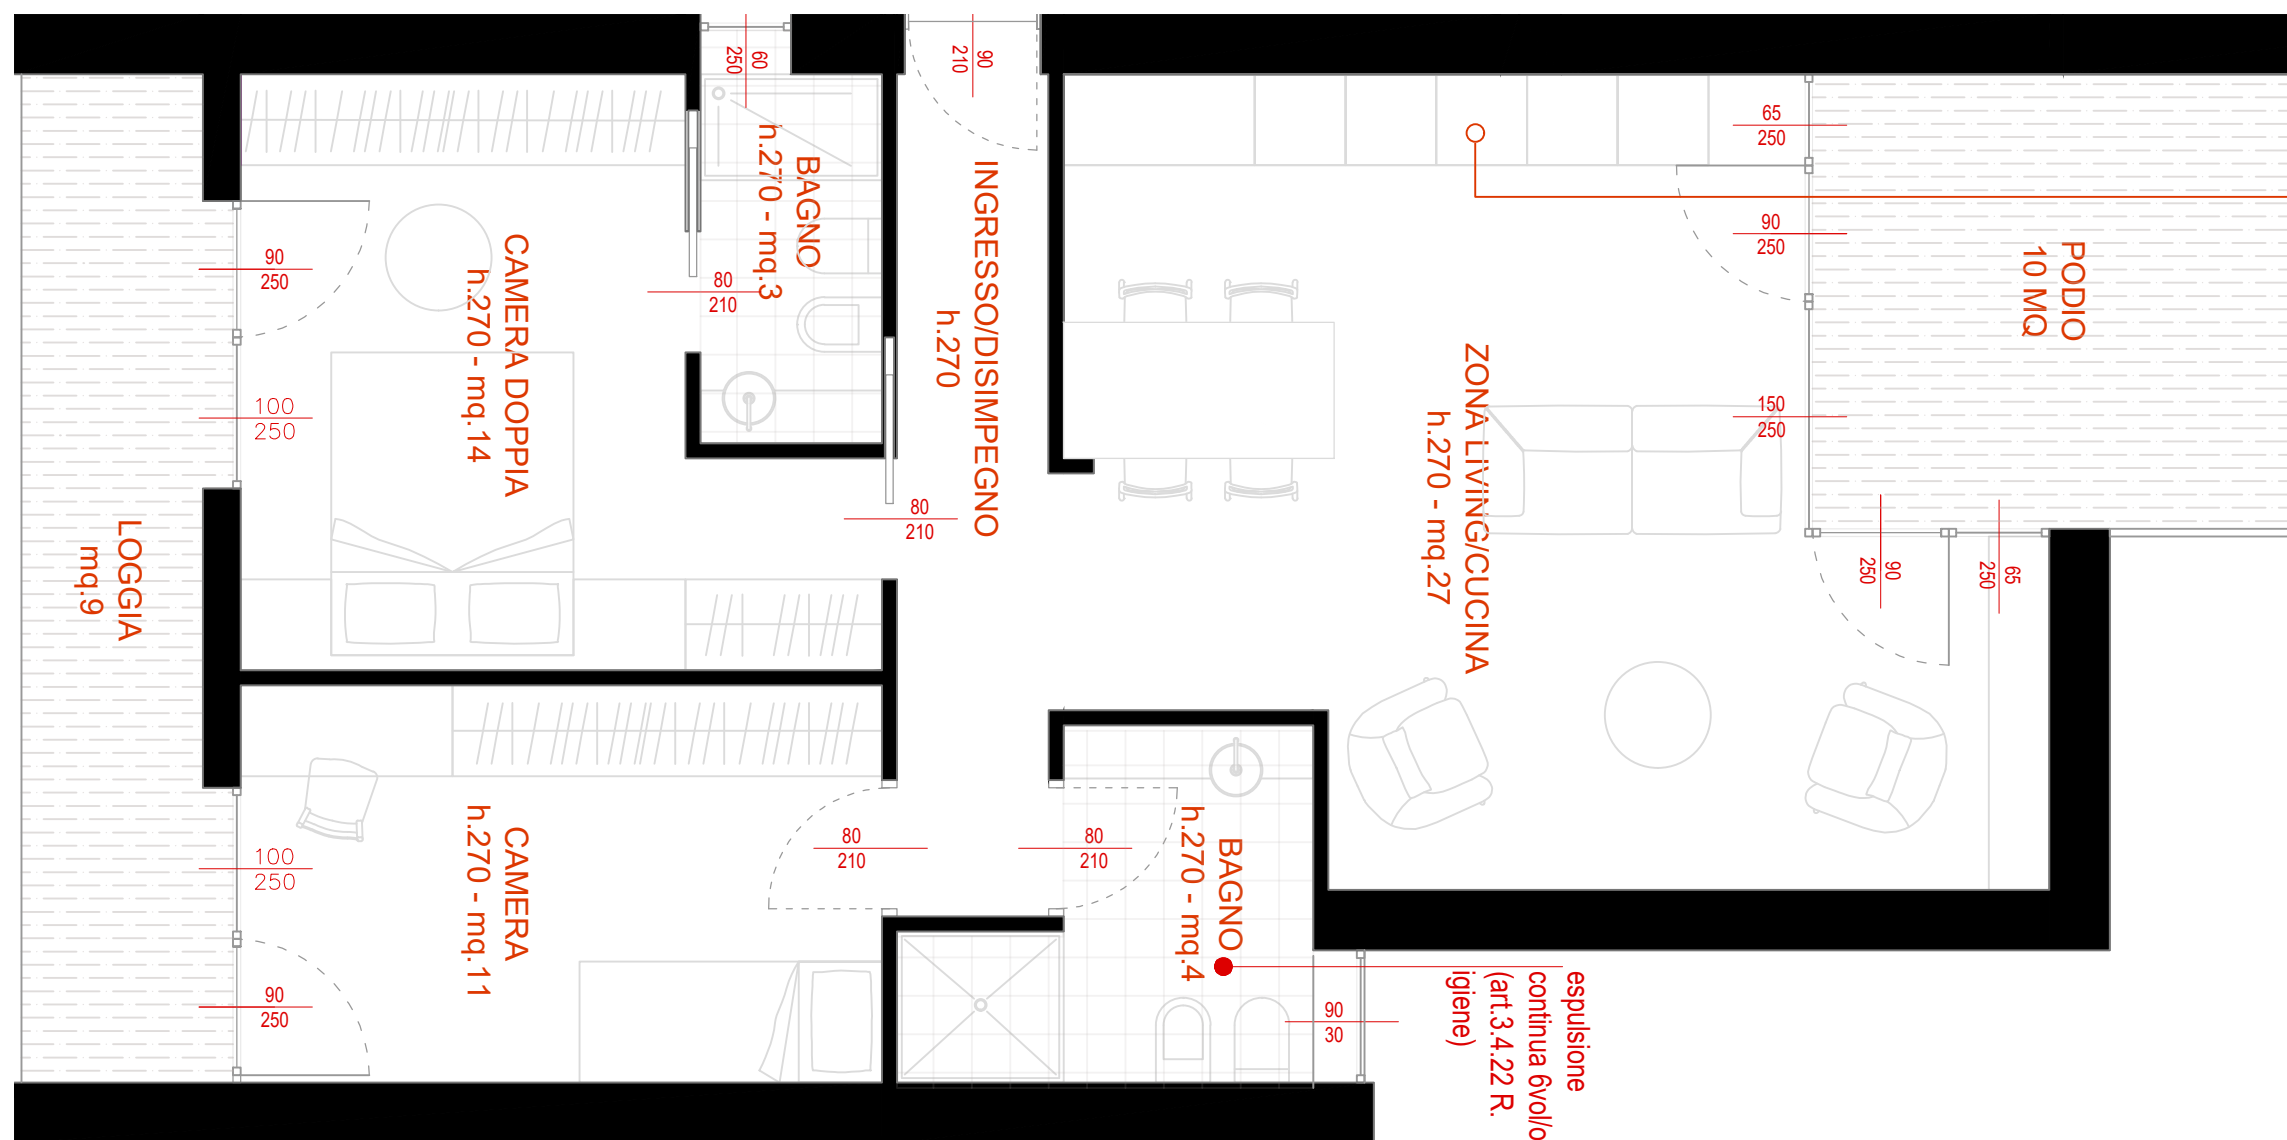 60
250
90
210
65
250
BAGNO
h.270 - mq.3
INGRESSO/DISIMPEGNO
h.270
90
250
CAMERA DOPPIA
h.270 - mq.14
90
250
80
210
PODIO
10 MQ
100
250
150
250
ZONA LIVING/CUCINA
h.270 - mq.27
80
210
LOGGIA
mq.9
90
250
65
250
80
210
80
210
100
250
CAMERA
h.270 - mq.11
BAGNO
h.270 - mq.4
90
250
90
30
espulsione
continua 6vol/o
(art.3.4.22 R.
igiene)